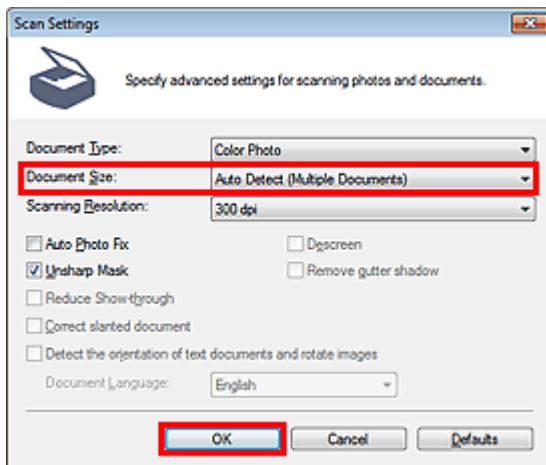 Scan Settings
Specify advanced settings for scanning photos and documents.
Document Type: Color Photo
Document Size: Auto Detect (Multiple Documents)
Scanning Resolution: 300 dpi
Auto Photo Fix Descreen
Unsharp Mask Remove gutter shadow
Reduce Show-through
Correct slanted document
Detect the orientation of text documents and rotate images
Document Language: English
OK Cancel Defaults